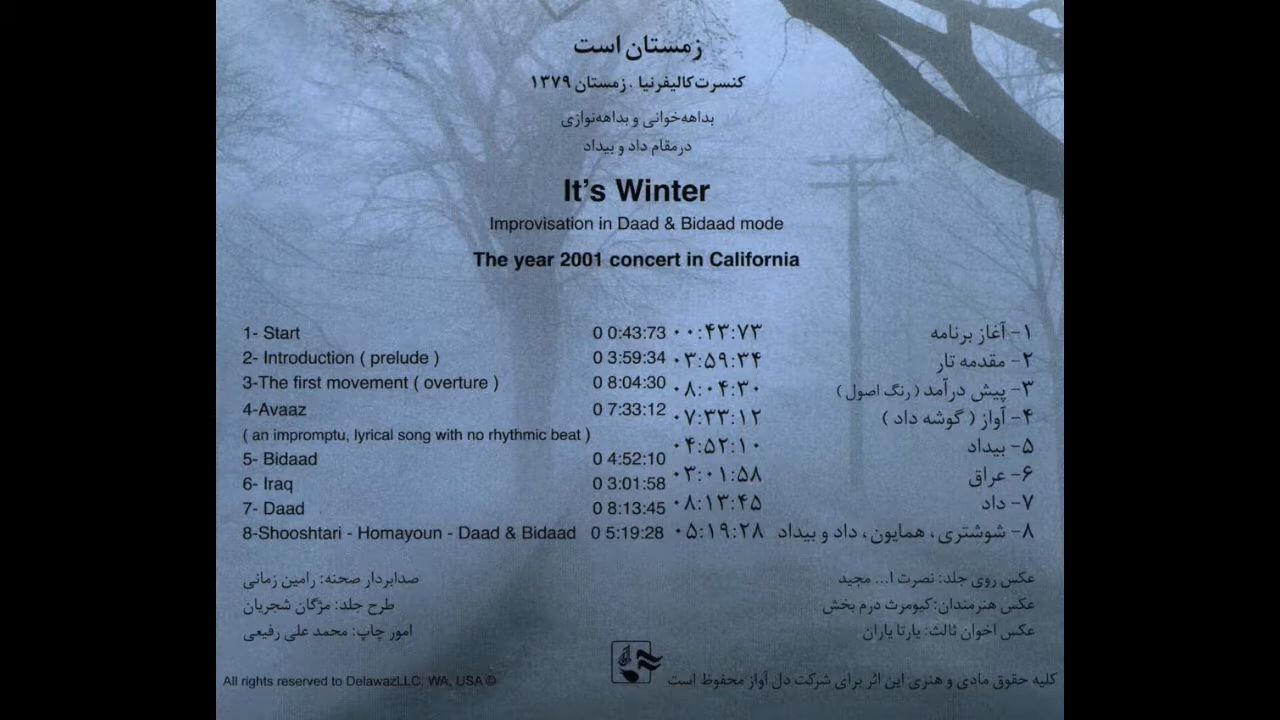 زمستان است
کنسرت کالیفرنیا ، زمستان ۱۳۷۹
بداهه‌خوانی و بداهه‌نوازی
درمقام داد و بیداد
It's Winter
Improvisation in Daad & Bidaad mode
The year 2001 concert in California
1- Start 0 0:43:73
2- Introduction ( prelude ) 0 3:59:34
3-The first movement ( overture ) 0 8:04:30
4-Avaaz 0 7:33:12
( an impromptu, lyrical song with no rhythmic beat )
5- Bidaad 0 4:52:10
6- Iraq 0 3:01:58
7- Daad 0 8:13:45
8-Shooshtari - Homayoun - Daad & Bidaad 0 5:19:28
۱- آغاز برنامه ۰۰:۴۳:۷۳
۲- مقدمه تار ۰۳:۵۹:۳۴
۳- پیش درآمد ( رنگ اصول ) ۰۸:۰۴:۳۰
۴- آواز ( گوشه داد ) ۰۷:۳۳:۱۲
۵- بیداد ۰۴:۵۲:۱۰
۶- عراق ۰۳:۰۱:۵۸
۷- داد ۰۸:۱۳:۴۵
۸- شوشتری ، همایون ، داد و بیداد ۰۵:۱۹:۲۸
عکس روی جلد: نصرت ا... مجید
عکس هنرمندان:کیومرث درم بخش
عکس اخوان ثالث: یارتا یاران
صدابردار صحنه: رامین زمانی
طرح جلد: مژگان شجریان
امور چاپ: محمد علی رفیعی
کلیه حقوق مادی و هنری این اثر برای شرکت دل آواز محفوظ است
All rights reserved to DelawazLLC. WA, USA ©